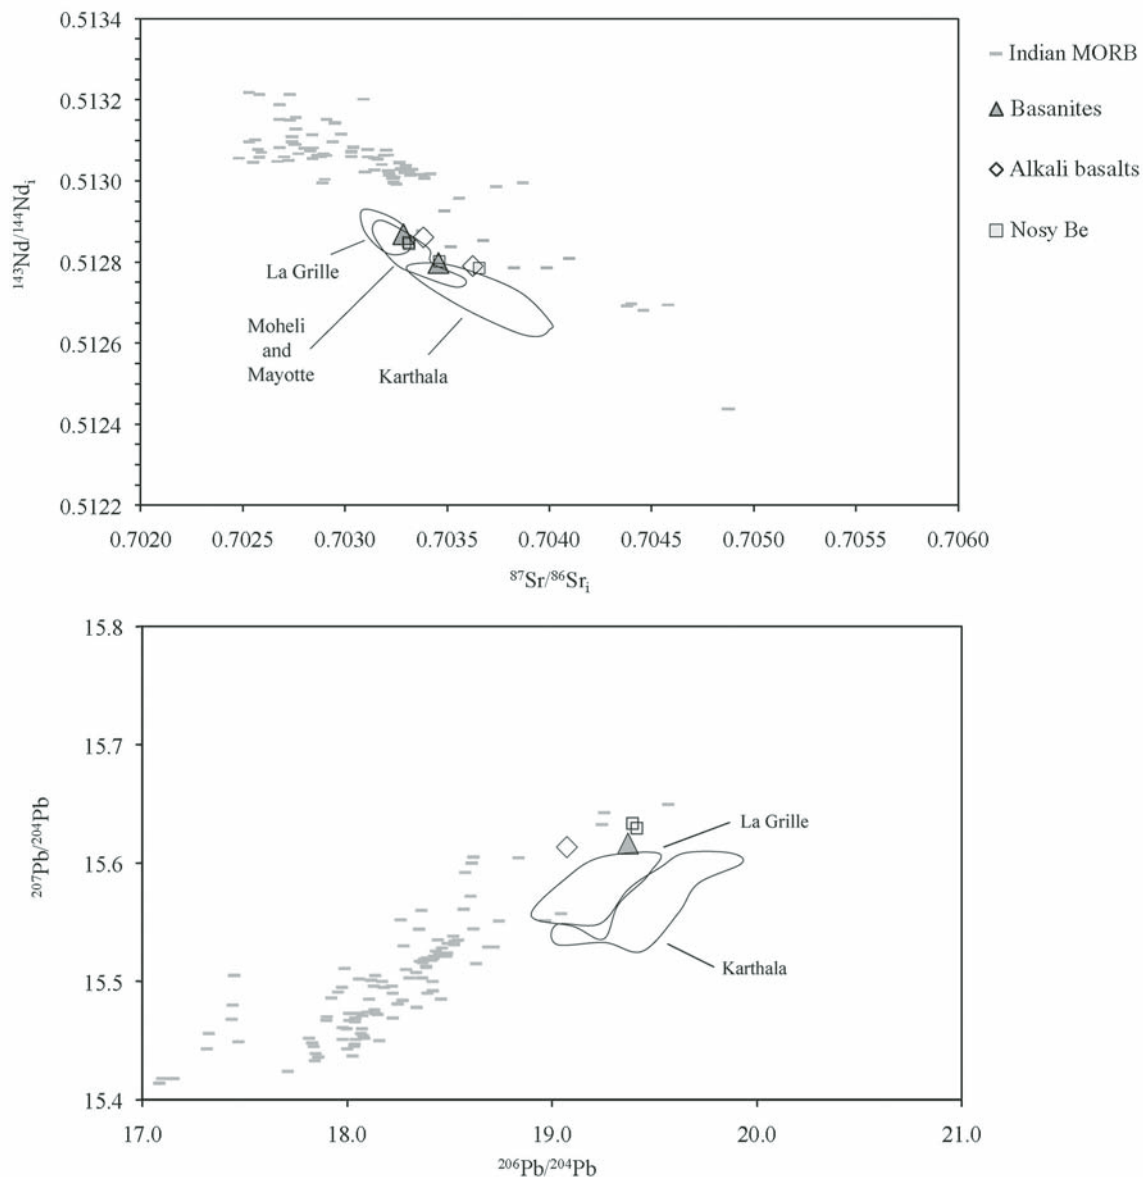 0.5134
0.5132
0.5130
0.5128
0.5126
0.5124
0.5122
¹⁴³Nd/¹⁴⁴Ndᵢ
La Grille
Moheli
and
Mayotte
Karthala
0.7020 0.7025 0.7030 0.7035 0.7040 0.7045 0.7050 0.7055 0.7060
⁸⁷Sr/⁸⁶Srᵢ
Indian MORB
Basanites
Alkali basalts
Nosy Be
15.8
15.7
15.6
15.5
15.4
²⁰⁷Pb/²⁰⁴Pb
La Grille
Karthala
17.0 18.0 19.0 20.0 21.0
²⁰⁶Pb/²⁰⁴Pb